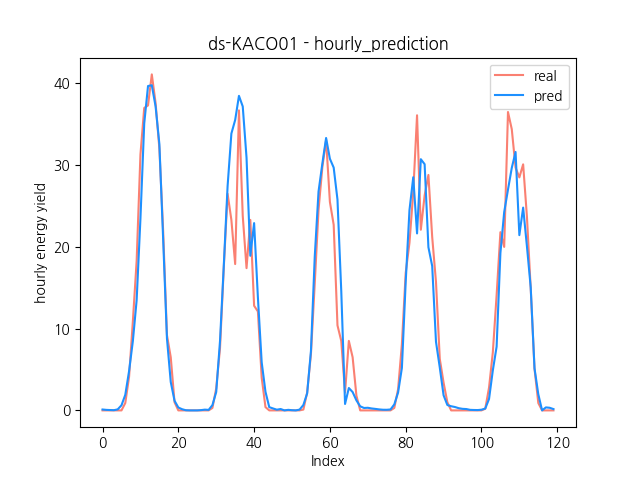 ds-KACO01 - hourly_prediction
real
pred
hourly energy yield
40
30
20
10
0
0 20 40 60 80 100 120
Index